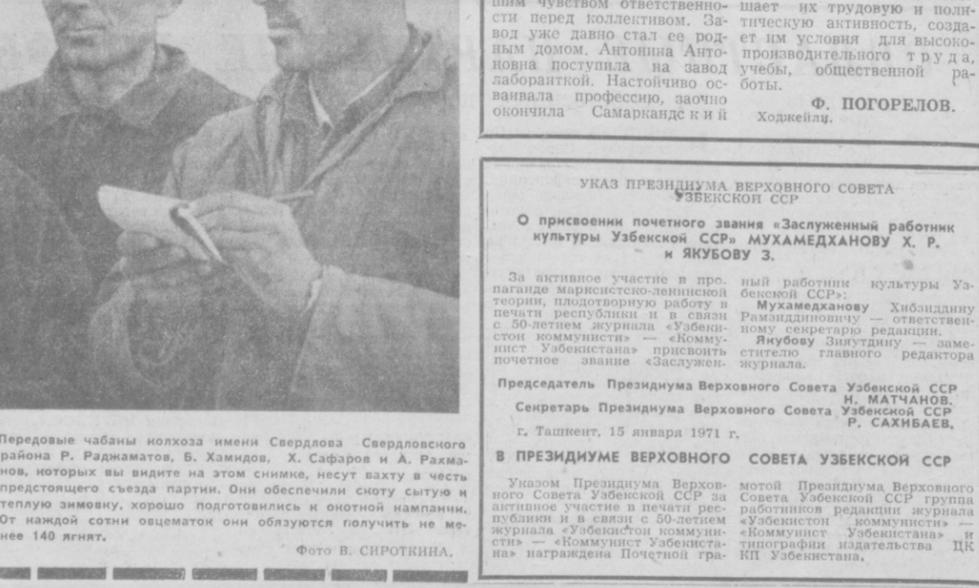 шим чувством ответственно-
сти перед коллективом. За-
вод уже давно стал ее род-
ным домом. Антонина Анто-
новна поступила на завод
лаборанткой. Настойчиво ос-
ваивала профессию, заочно
окончила Самаркандский
шает их трудовую и поли-
тическую активность, созда-
ет им условия для высоко-
производительного труда,
учебы, общественной ра-
боты.
Ф. ПОГОРЕЛОВ.
Ходжейли.
УКАЗ ПРЕЗИДИУМА ВЕРХОВНОГО СОВЕТА
УЗБЕКСКОЙ ССР
О присвоении почетного звания «Заслуженный работник
культуры Узбекской ССР» МУХАМЕДХАНОВУ Х. Р.
и ЯКУБОВУ З.
За активное участие в про-
паганде марксистско-ленинской
теории, плодотворную работу в
печати республики и в связи
с 50-летием журнала «Узбеки-
стон коммунисти» — «Комму-
нист Узбекистана» присвоить
почетное звание «Заслужен-
ный работник культуры Уз-
бекской ССР»:
Мухамедханову Хибзиддину
Рамзиддиновичу — ответствен-
ному секретарю редакции.
Якубову Зияутдину — заме-
стителю главного редактора
журнала.
Председатель Президиума Верховного Совета Узбекской ССР
Н. МАТЧАНОВ.
Секретарь Президиума Верховного Совета Узбекской ССР
Р. САХИБАЕВ.
г. Ташкент, 15 января 1971 г.
В ПРЕЗИДИУМЕ ВЕРХОВНОГО СОВЕТА УЗБЕКСКОЙ ССР
Указом Президиума Верхов-
ного Совета Узбекской ССР за
активное участие в печати рес-
публики и в связи с 50-летием
журнала «Узбекистон коммуни-
сти» — «Коммунист Узбекиста-
на» награждена Почетной гра-
мотой Президиума Верховного
Совета Узбекской ССР группа
работников редакции журнала
«Узбекистон коммунисти» —
«Коммунист Узбекистана» и
типографии издательства ЦК
КП Узбекистана.
Передовые чабаны колхоза имени Свердлова Свердловского
района Р. Раджаматов, Б. Хамидов, Х. Сафаров и А. Рахма-
нов, которых вы видите на этом снимке, несут вахту в честь
предстоящего съезда партии. Они обеспечили скоту сытую и
теплую зимовку, хорошо подготовились к окотной кампании.
От каждой сотни овцематок они обязуются получить не ме-
нее 140 ягнят.
Фото В. СИРОТКИНА.